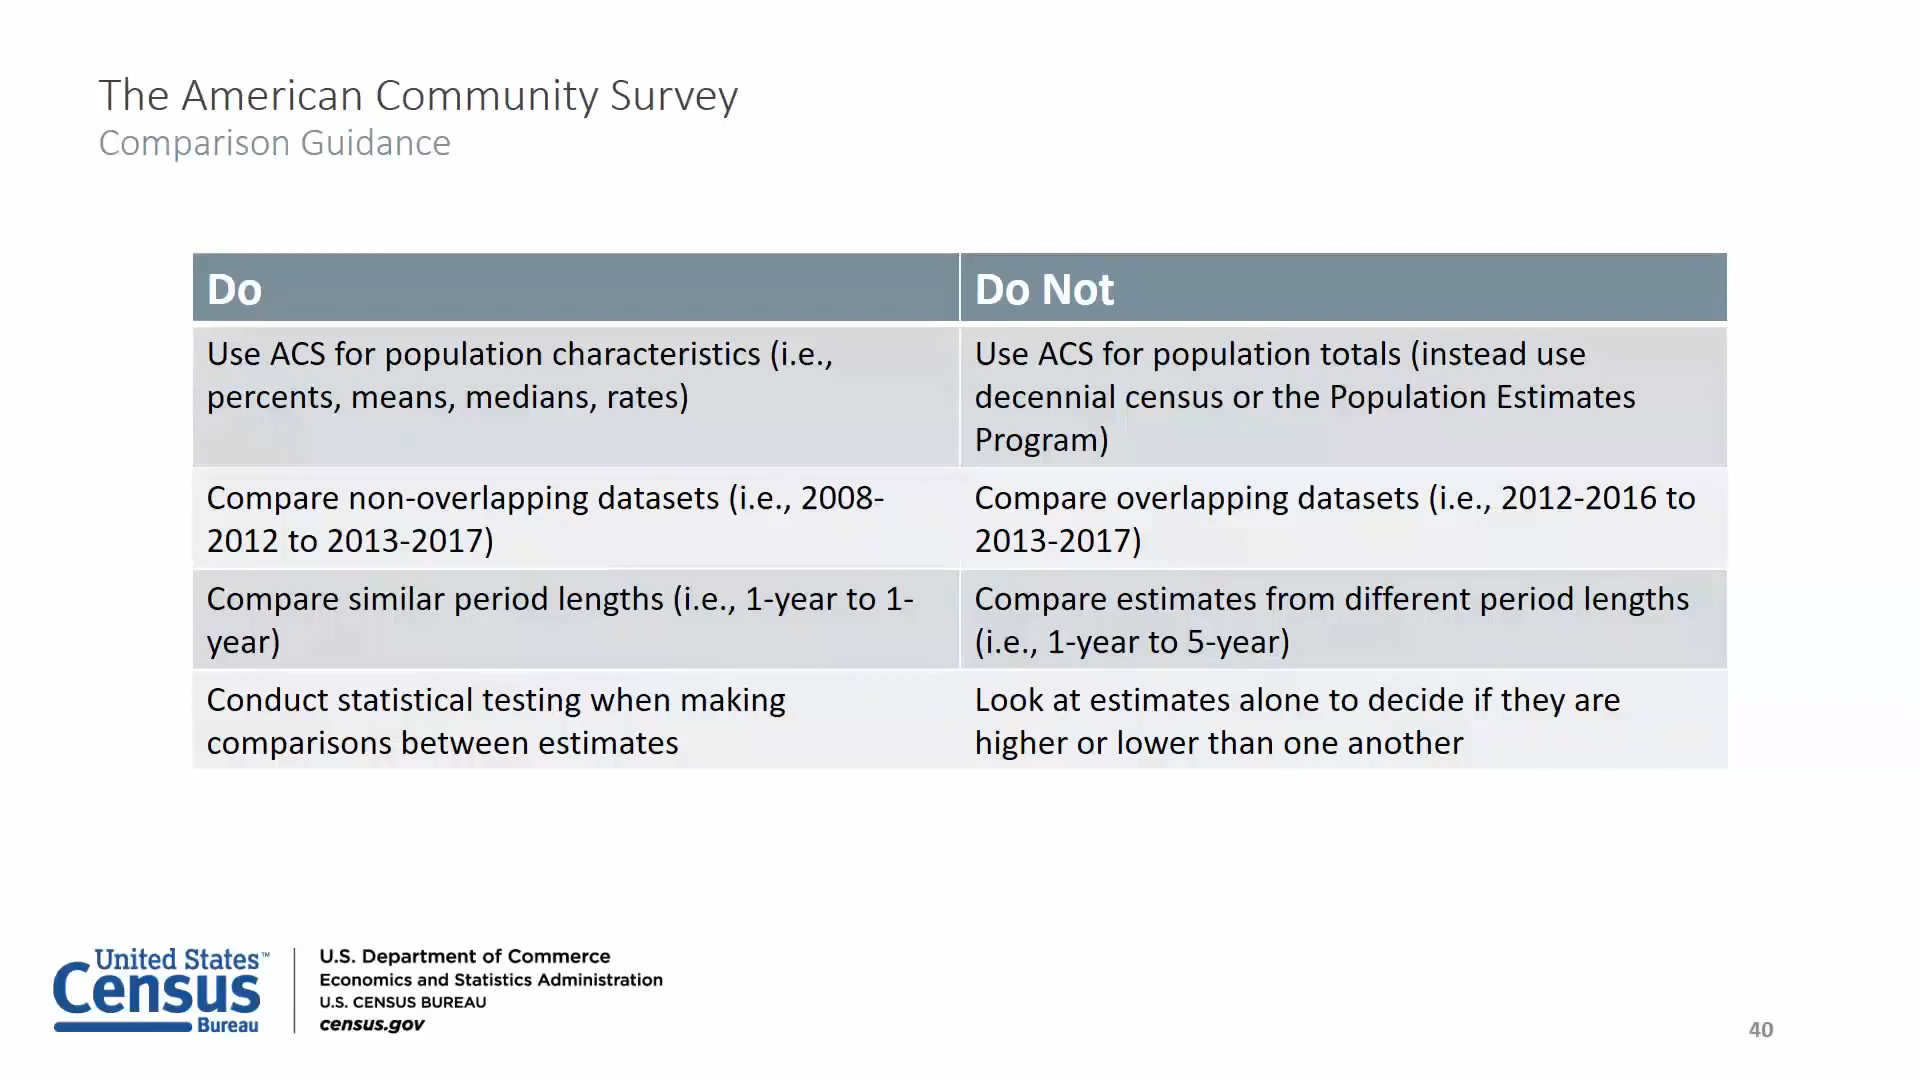 The American Community Survey
Comparison Guidance
Do
Do Not
Use ACS for population characteristics (i.e.,
percents, means, medians, rates)
Use ACS for population totals (instead use
decennial census or the Population Estimates
Program)
Compare non-overlapping datasets (i.e., 2008-
2012 to 2013-2017)
Compare overlapping datasets (i.e., 2012-2016 to
2013-2017)
Compare similar period lengths (i.e., 1-year to 1-
year)
Compare estimates from different period lengths
(i.e., 1-year to 5-year)
Conduct statistical testing when making
comparisons between estimates
Look at estimates alone to decide if they are
higher or lower than one another
United States™
Census
Bureau
U.S. Department of Commerce
Economics and Statistics Administration
U.S. CENSUS BUREAU
census.gov
40